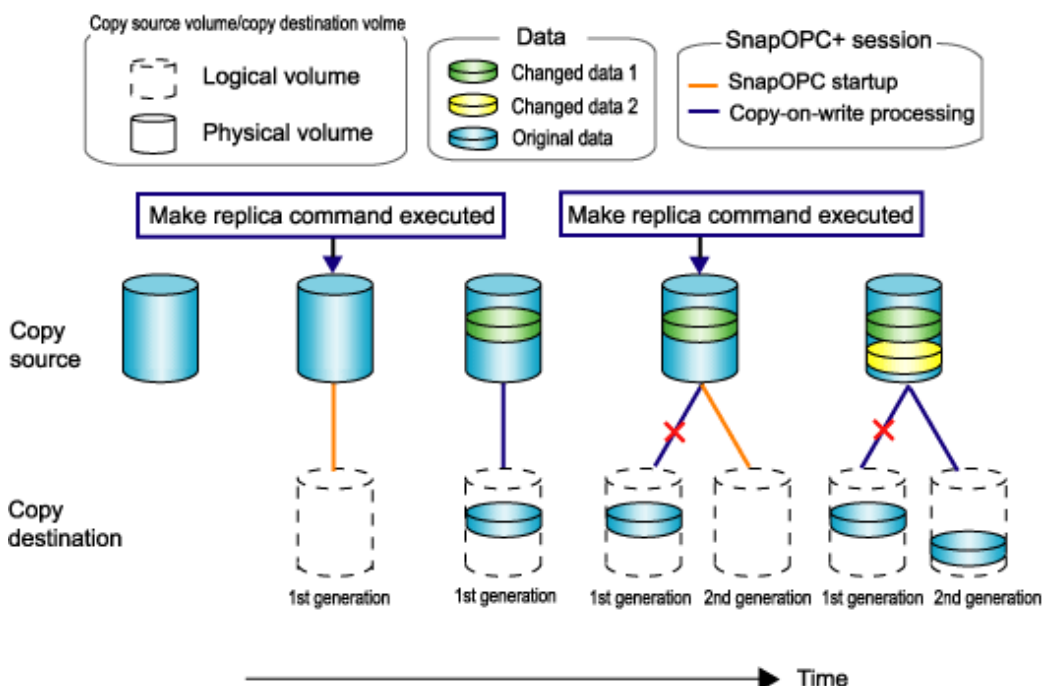 Copy source volume/copy destination volme
Logical volume
Physical volume
Data
Changed data 1
Changed data 2
Original data
SnapOPC+ session
SnapOPC startup
Copy-on-write processing
Make replica command executed
Make replica command executed
Copy
source
Copy
destination
1st generation
1st generation
1st generation
2nd generation
1st generation
2nd generation
Time